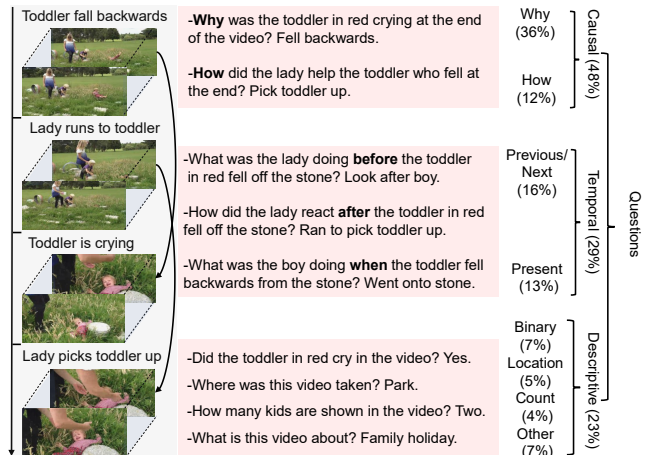 Toddler fall backwards
Lady runs to toddler
Toddler is crying
Lady picks toddler up
-Why was the toddler in red crying at the end
of the video? Fell backwards.
-How did the lady help the toddler who fell at
the end? Pick toddler up.
-What was the lady doing before the toddler
in red fell off the stone? Look after boy.
-How did the lady react after the toddler in red
fell off the stone? Ran to pick toddler up.
-What was the boy doing when the toddler fell
backwards from the stone? Went onto stone.
-Did the toddler in red cry in the video? Yes.
-Where was this video taken? Park.
-How many kids are shown in the video? Two.
-What is this video about? Family holiday.
Why
(36%)
How
(12%)
Previous/
Next
(16%)
Present
(13%)
Binary
(7%)
Location
(5%)
Count
(4%)
Other
(7%)
Causal (48%)
Temporal (29%)
Descriptive (23%)
Questions